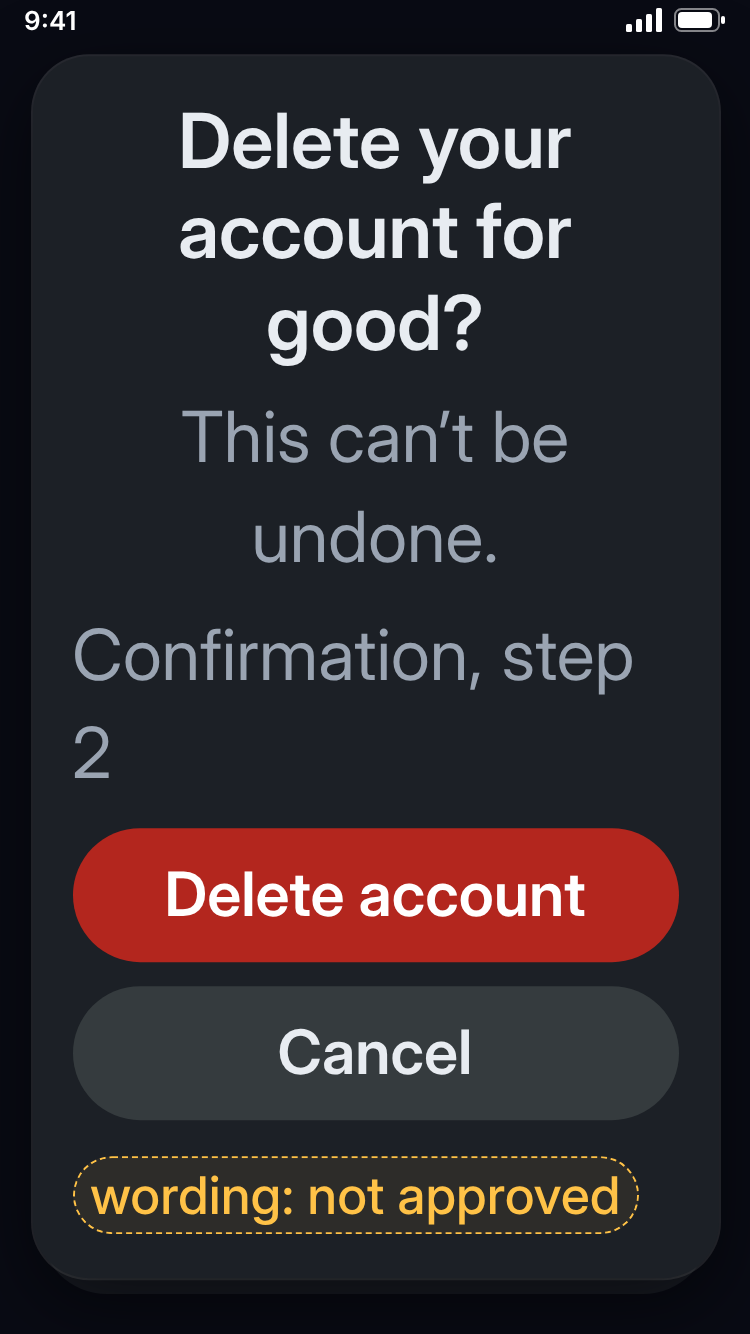 9:41
Delete your
account for
good?
This can’t be
undone.
Confirmation, step
2
Delete account
Cancel
wording: not approved